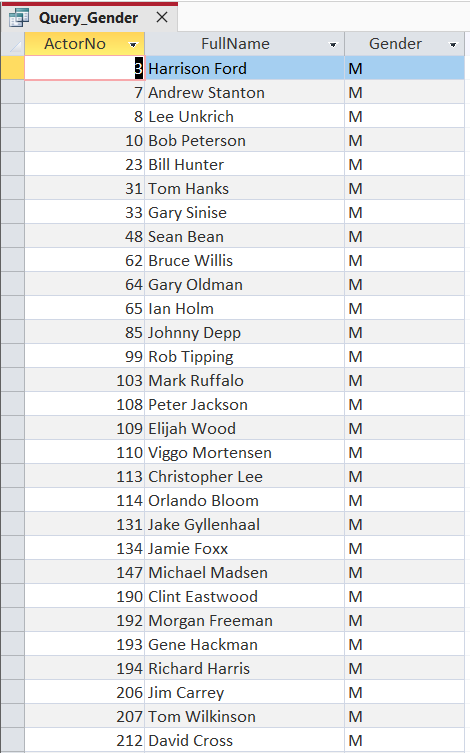 Query_Gender
ActorNo FullName Gender
3 Harrison Ford M
7 Andrew Stanton M
8 Lee Unkrich M
10 Bob Peterson M
23 Bill Hunter M
31 Tom Hanks M
33 Gary Sinise M
48 Sean Bean M
62 Bruce Willis M
64 Gary Oldman M
65 Ian Holm M
85 Johnny Depp M
99 Rob Tipping M
103 Mark Ruffalo M
108 Peter Jackson M
109 Elijah Wood M
110 Viggo Mortensen M
113 Christopher Lee M
114 Orlando Bloom M
131 Jake Gyllenhaal M
134 Jamie Foxx M
147 Michael Madsen M
190 Clint Eastwood M
192 Morgan Freeman M
193 Gene Hackman M
194 Richard Harris M
206 Jim Carrey M
207 Tom Wilkinson M
212 David Cross M